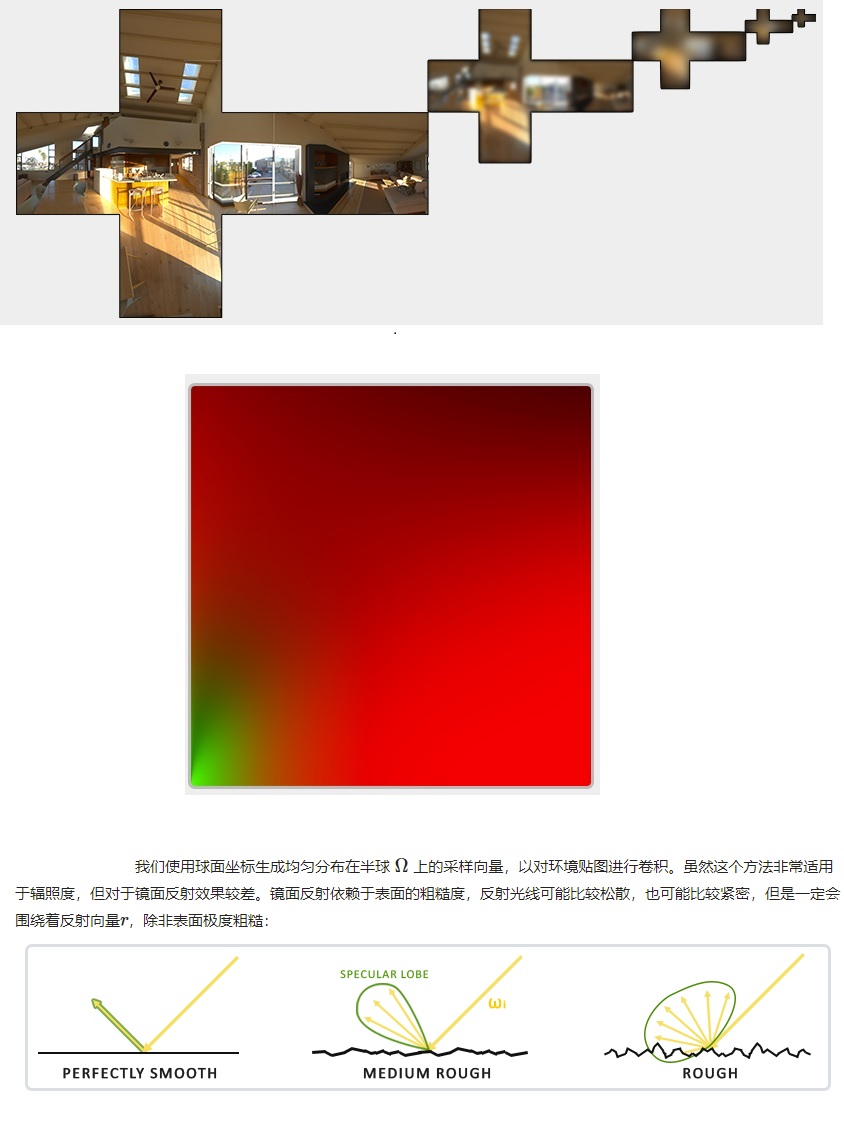 我们使用球面坐标生成均匀分布在半球 Ω 上的采样向量，以对环境贴图进行卷积。虽然这个方法非常适用
于辐照度，但对于镜面反射效果较差。镜面反射依赖于表面的粗糙度，反射光线可能比较松散，也可能比较紧密，但是一定会
围绕着反射向量r，除非表面极度粗糙：
SPECULAR LOBE
ωi
PERFECTLY SMOOTH
MEDIUM ROUGH
ROUGH